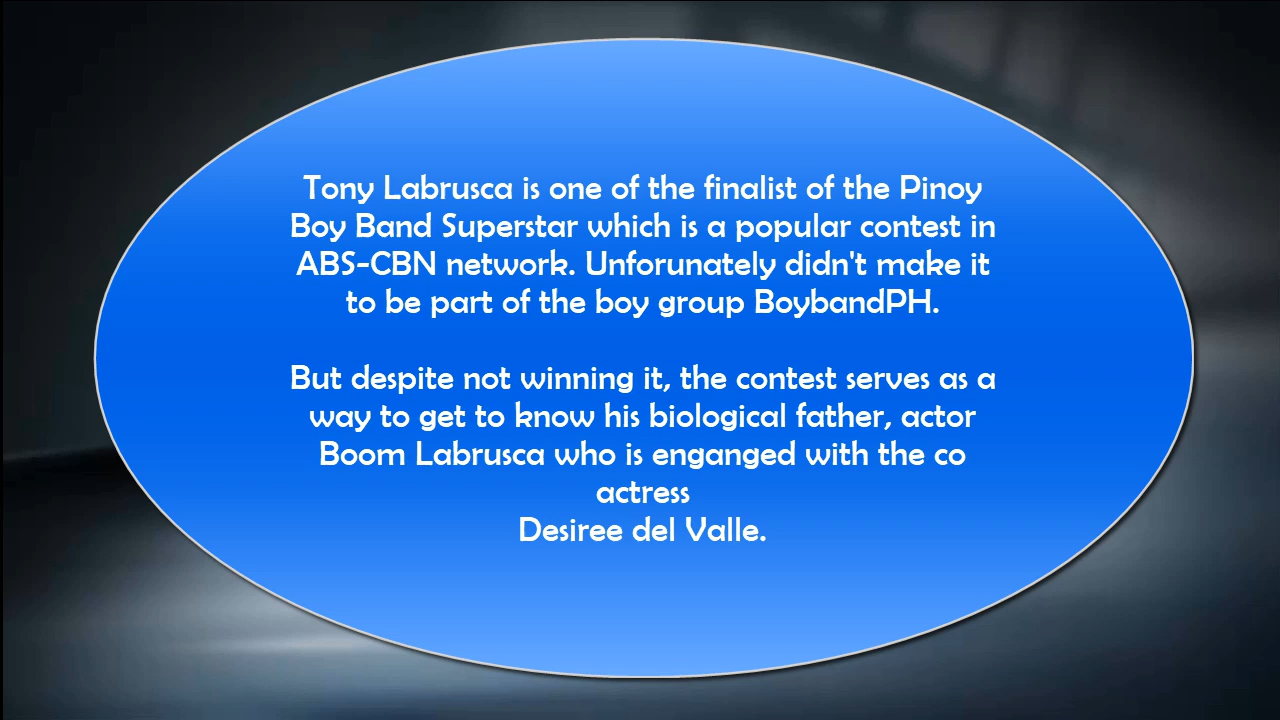 Tony Labrusca is one of the finalist of the Pinoy
Boy Band Superstar which is a popular contest in
ABS-CBN network. Unforunately didn't make it
to be part of the boy group BoybandPH.
But despite not winning it, the contest serves as a
way to get to know his biological father, actor
Boom Labrusca who is enganged with the co
actress
Desiree del Valle.